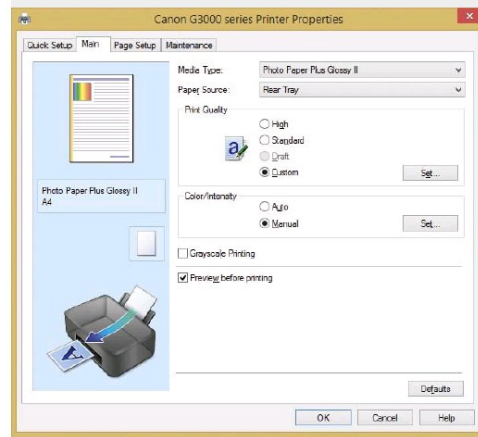 Canon G3000 series Printer Properties
Quick Setup Main Page Setup Maintenance
Media Type: Photo Paper Plus Glossy II
Paper Source: Rear Tray
Print Quality
High
Standard
Draft
Custom
Set...
Photo Paper Plus Glossy II
A4
Color/Intensity
Auto
Manual
Set...
Grayscale Printing
Preview before printing
Defaults
OK Cancel Help